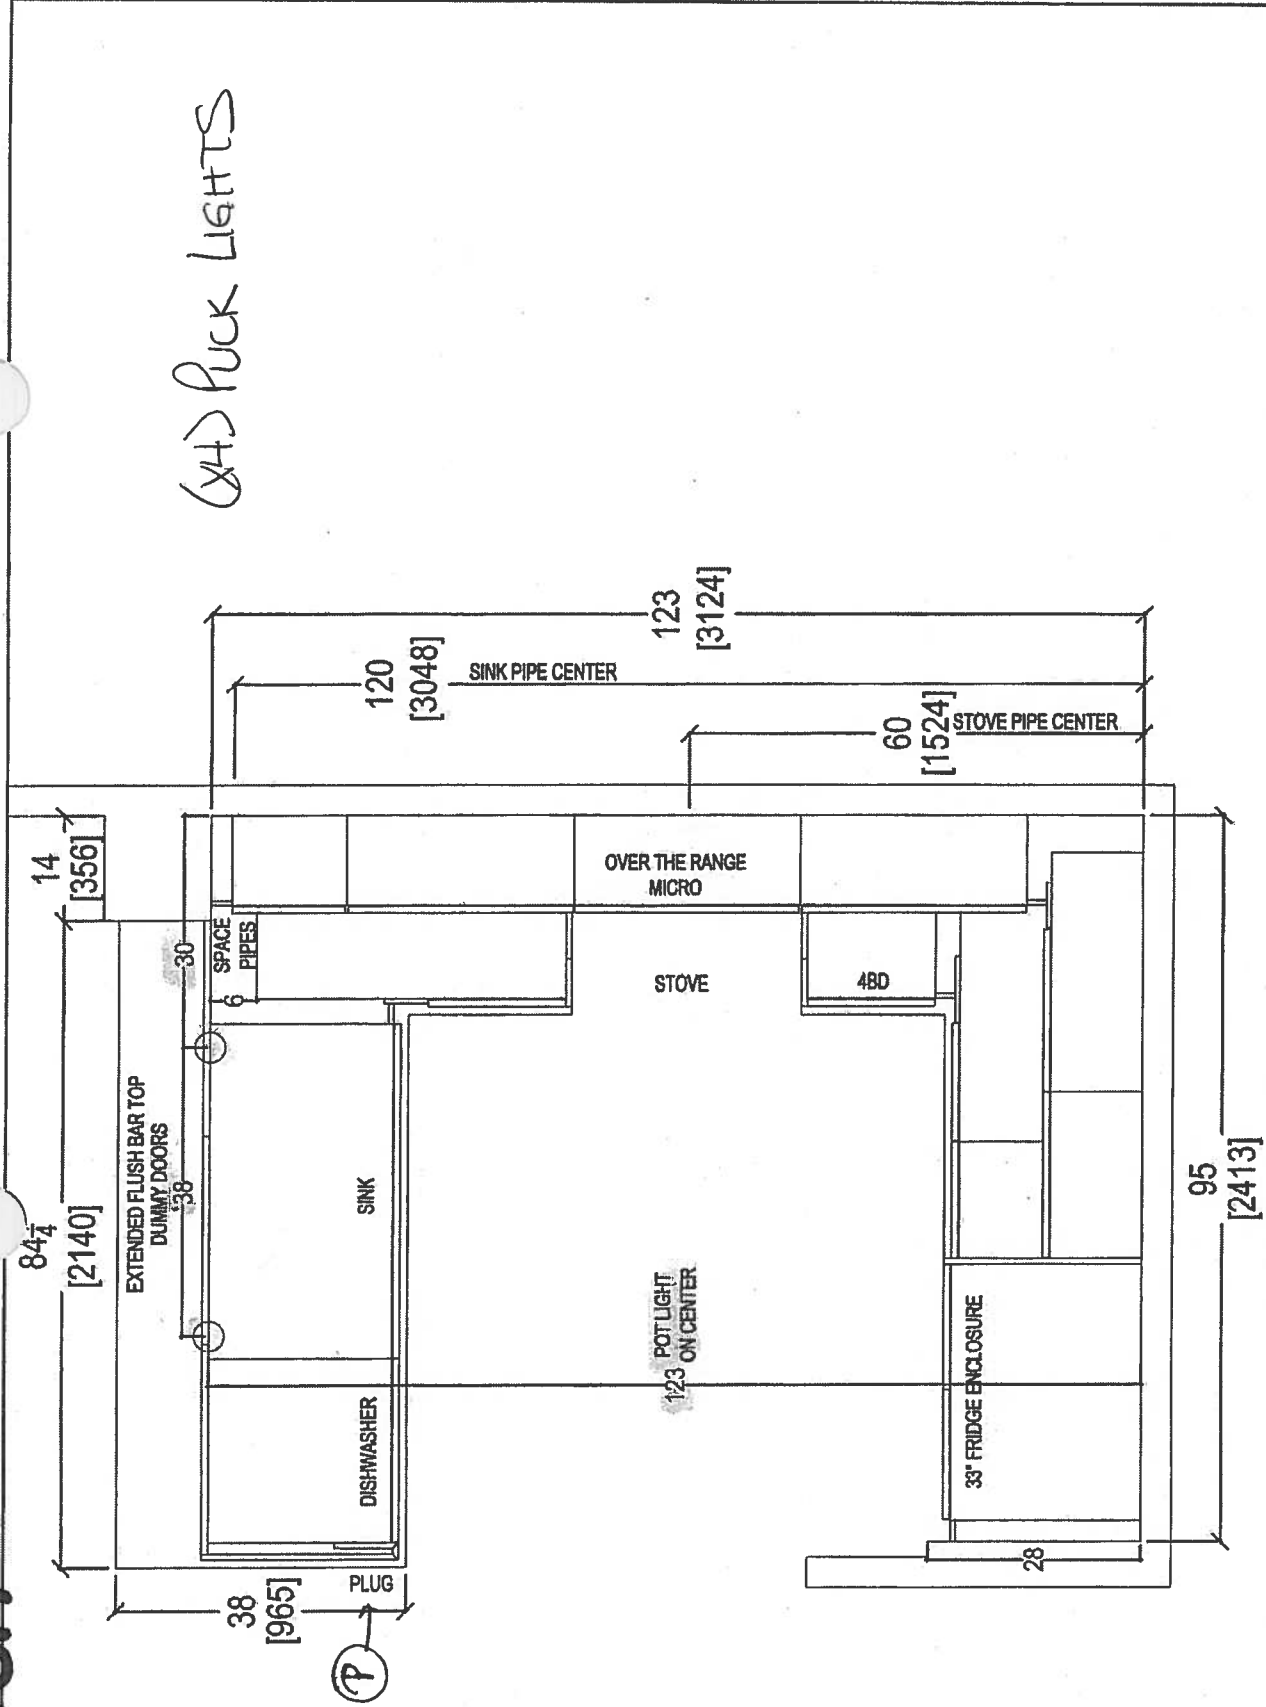 (x4) PUCK LIGHTS
84 1/4
[2140]
14
[356]
EXTENDED FLUSH BAR TOP
DUMMY DOORS
38
30
SPACE
PIPES
6
SINK
DISHWASHER
PLUG
P
38
[965]
123
[3124]
120
[3048]
SINK PIPE CENTER
60
[1524]
STOVE PIPE CENTER
OVER THE RANGE
MICRO
STOVE
4BD
123
POT LIGHT
ON CENTER
33" FRIDGE ENCLOSURE
28
95
[2413]